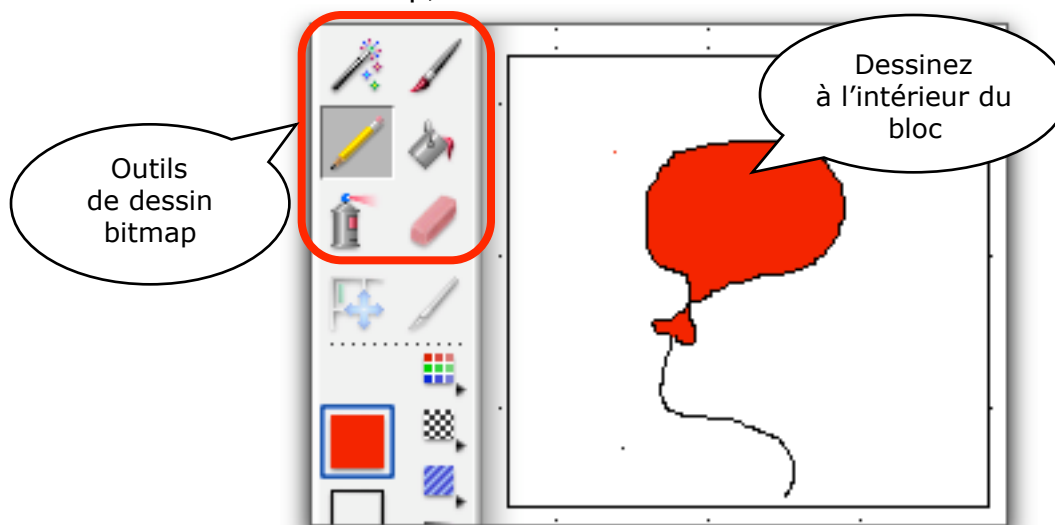 Outils
de dessin
bitmap
Dessinez
à l’intérieur du
bloc